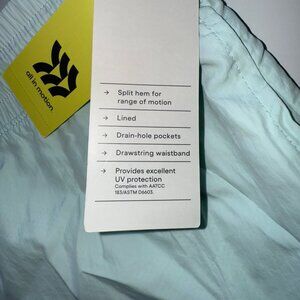 all in motion
→ Split hem for
range of motion
→ Lined
→ Drain-hole pockets
→ Drawstring waistband
→ Provides excellent
UV protection
Complies with AATCC
183/ASTM D6603.